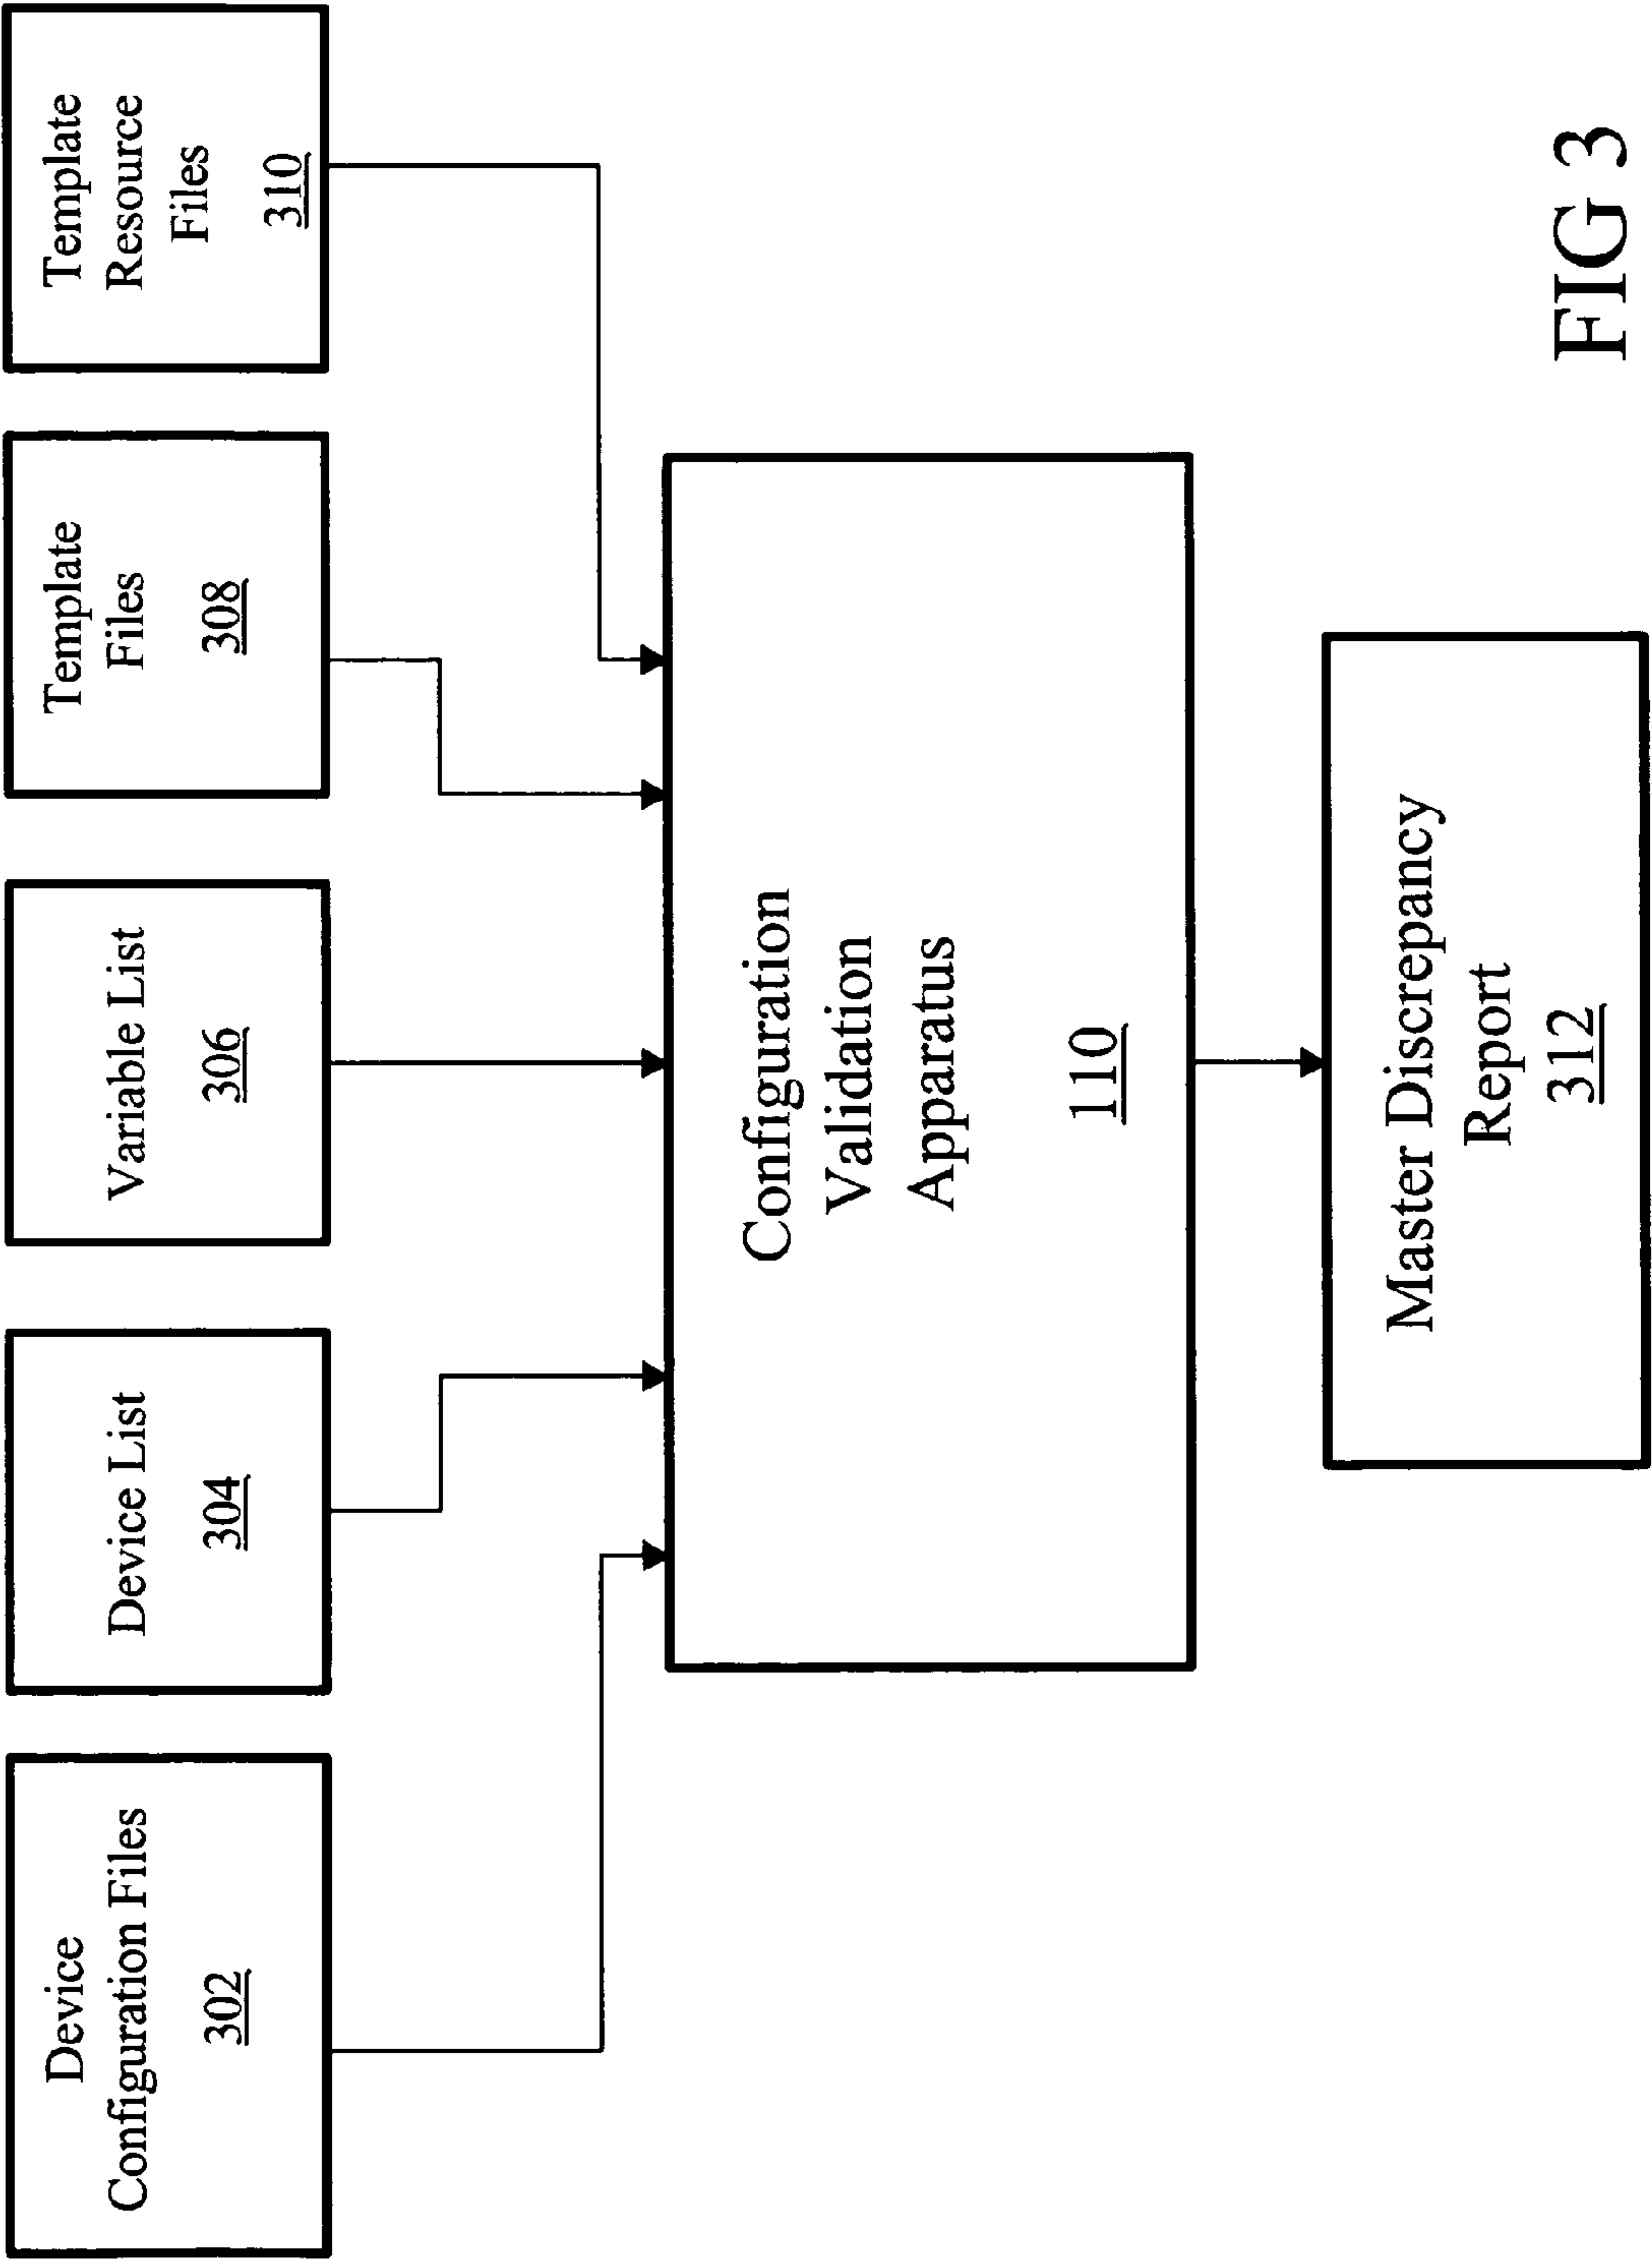 Device
Configuration Files
302
Device List
304
Variable List
306
Template
Files
308
Template
Resource
Files
310
Configuration
Validation
Apparatus
110
Master Discrepancy
Report
312
FIG 3